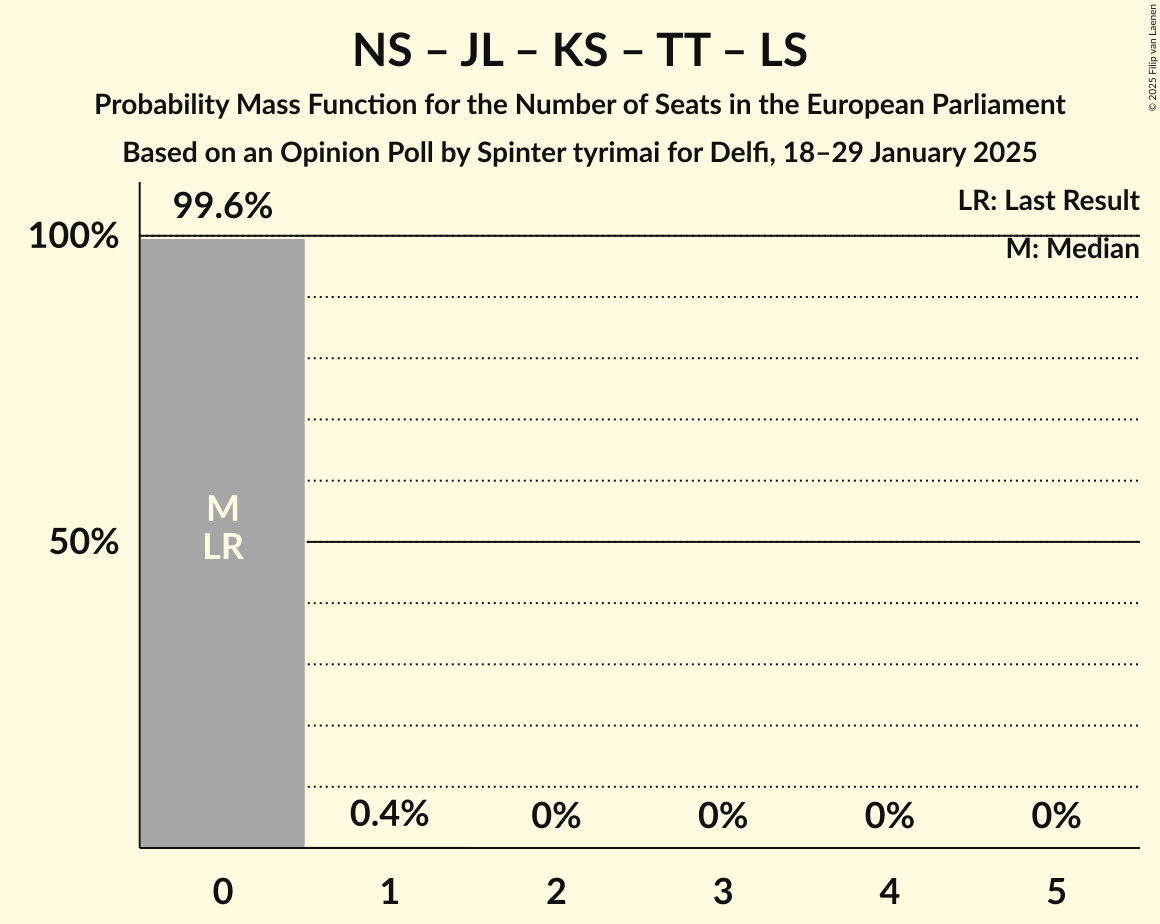 NS – JL – KS – TT – LS
Probability Mass Function for the Number of Seats in the European Parliament
Based on an Opinion Poll by Spinter tyrimai for Delfi, 18–29 January 2025
© 2025 Filip van Laenen
LR: Last Result
M: Median
99.6%
100%
50%
M
LR
0.4%
0%
0%
0%
0%
0
1
2
3
4
5